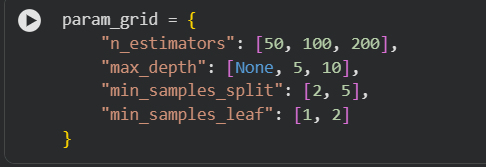 param_grid = {
    "n_estimators": [50, 100, 200],
    "max_depth": [None, 5, 10],
    "min_samples_split": [2, 5],
    "min_samples_leaf": [1, 2]
}